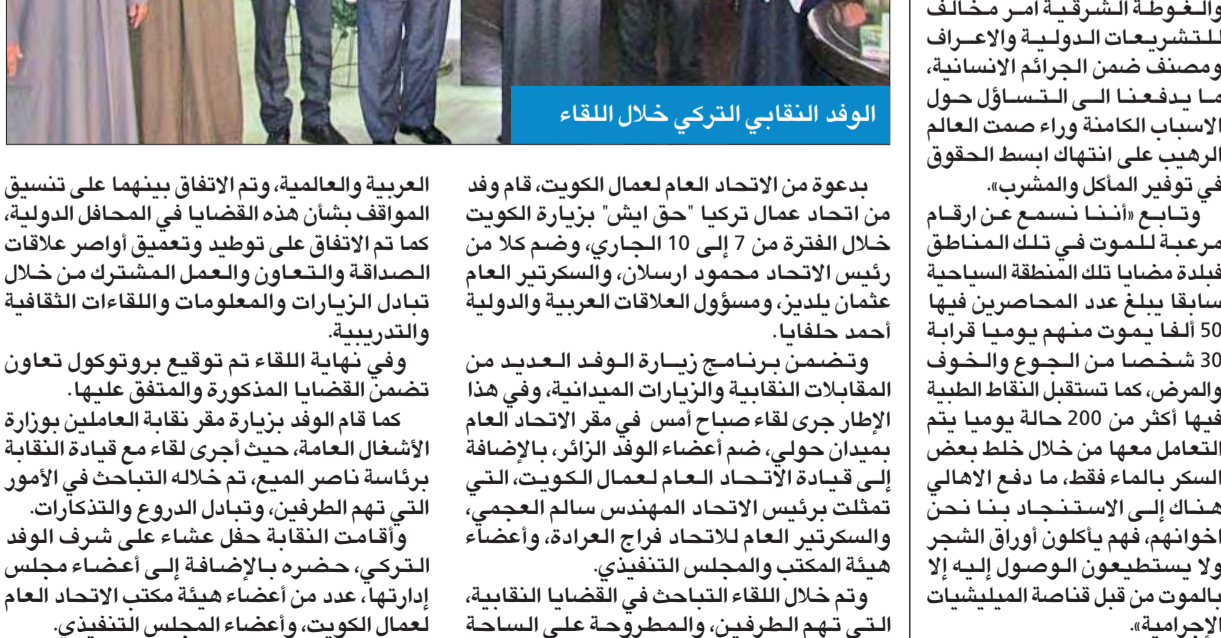 الوفد النقابي التركي خلال اللقاء
بدعوة من الاتحاد العام لعمال الكويت، قام وفد
من اتحاد عمال تركيا "حق ايش" بزيارة الكويت
خلال الفترة من 7 إلى 10 الجاري، وضم كلا من
رئيس الاتحاد محمود ارسلان، والسكرتير العام
عثمان يلديز، ومسؤول العلاقات العربية والدولية
أحمد حلفايا.
وتضمن برنامج زيارة الوفد العديد من
المقابلات النقابية والزيارات الميدانية، وفي هذا
الإطار جرى لقاء صباح أمس في مقر الاتحاد العام
بميدان حولي، ضم أعضاء الوفد الزائر، بالإضافة
إلى قيادة الاتحاد العام لعمال الكويت، التي
تمثلت برئيس الاتحاد المهندس سالم العجمي،
والسكرتير العام للاتحاد فراج العرادة، وأعضاء
هيئة المكتب والمجلس التنفيذي.
وتم خلال اللقاء التباحث في القضايا النقابية،
التي تهم الطرفين، والمطروحة على الساحة
العربية والعالمية، وتم الاتفاق بينهما على تنسيق
المواقف بشأن هذه القضايا في المحافل الدولية،
كما تم الاتفاق على توطيد وتعميق أواصر علاقات
الصداقة والتعاون والعمل المشترك من خلال
تبادل الزيارات والمعلومات واللقاءات الثقافية
والتدريبية.
وفي نهاية اللقاء تم توقيع بروتوكول تعاون
تضمن القضايا المذكورة والمتفق عليها.
كما قام الوفد بزيارة مقر نقابة العاملين بوزارة
الأشغال العامة، حيث أجرى لقاء مع قيادة النقابة
برئاسة ناصر الميع، تم خلاله التباحث في الأمور
التي تهم الطرفين، وتبادل الدروع والتذكارات.
وأقامت النقابة حفل عشاء على شرف الوفد
التركي، حضره بالإضافة إلى أعضاء مجلس
إدارتها، عدد من أعضاء هيئة مكتب الاتحاد العام
لعمال الكويت، وأعضاء المجلس التنفيذي.
والغوطة الشرقية امر مخالف
للتشريعات الدولية والاعراف
ومصنف ضمن الجرائم الانسانية،
ما يدفعنا الى التساؤل حول
الاسباب الكامنة وراء صمت العالم
الرهيب على انتهاك ابسط الحقوق
في توفير المأكل والمشرب».
وتابع «أننا نسمع عن ارقام
مرعبة للموت في تلك المناطق
فبلدة مضايا تلك المنطقة السياحية
سابقا يبلغ عدد المحاصرين فيها
50 ألفا يموت منهم يوميا قرابة
30 شخصا من الجوع والخوف
والمرض، كما تستقبل النقاط الطبية
فيها أكثر من 200 حالة يوميا يتم
التعامل معها من خلال خلط بعض
السكر بالماء فقط، ما دفع الاهالي
هناك إلى الاستنجاد بنا نحن
اخوانهم، فهم يأكلون أوراق الشجر
ولا يستطيعون الوصول إليه إلا
بالموت من قبل قناصة الميليشيات
الإجرامية».